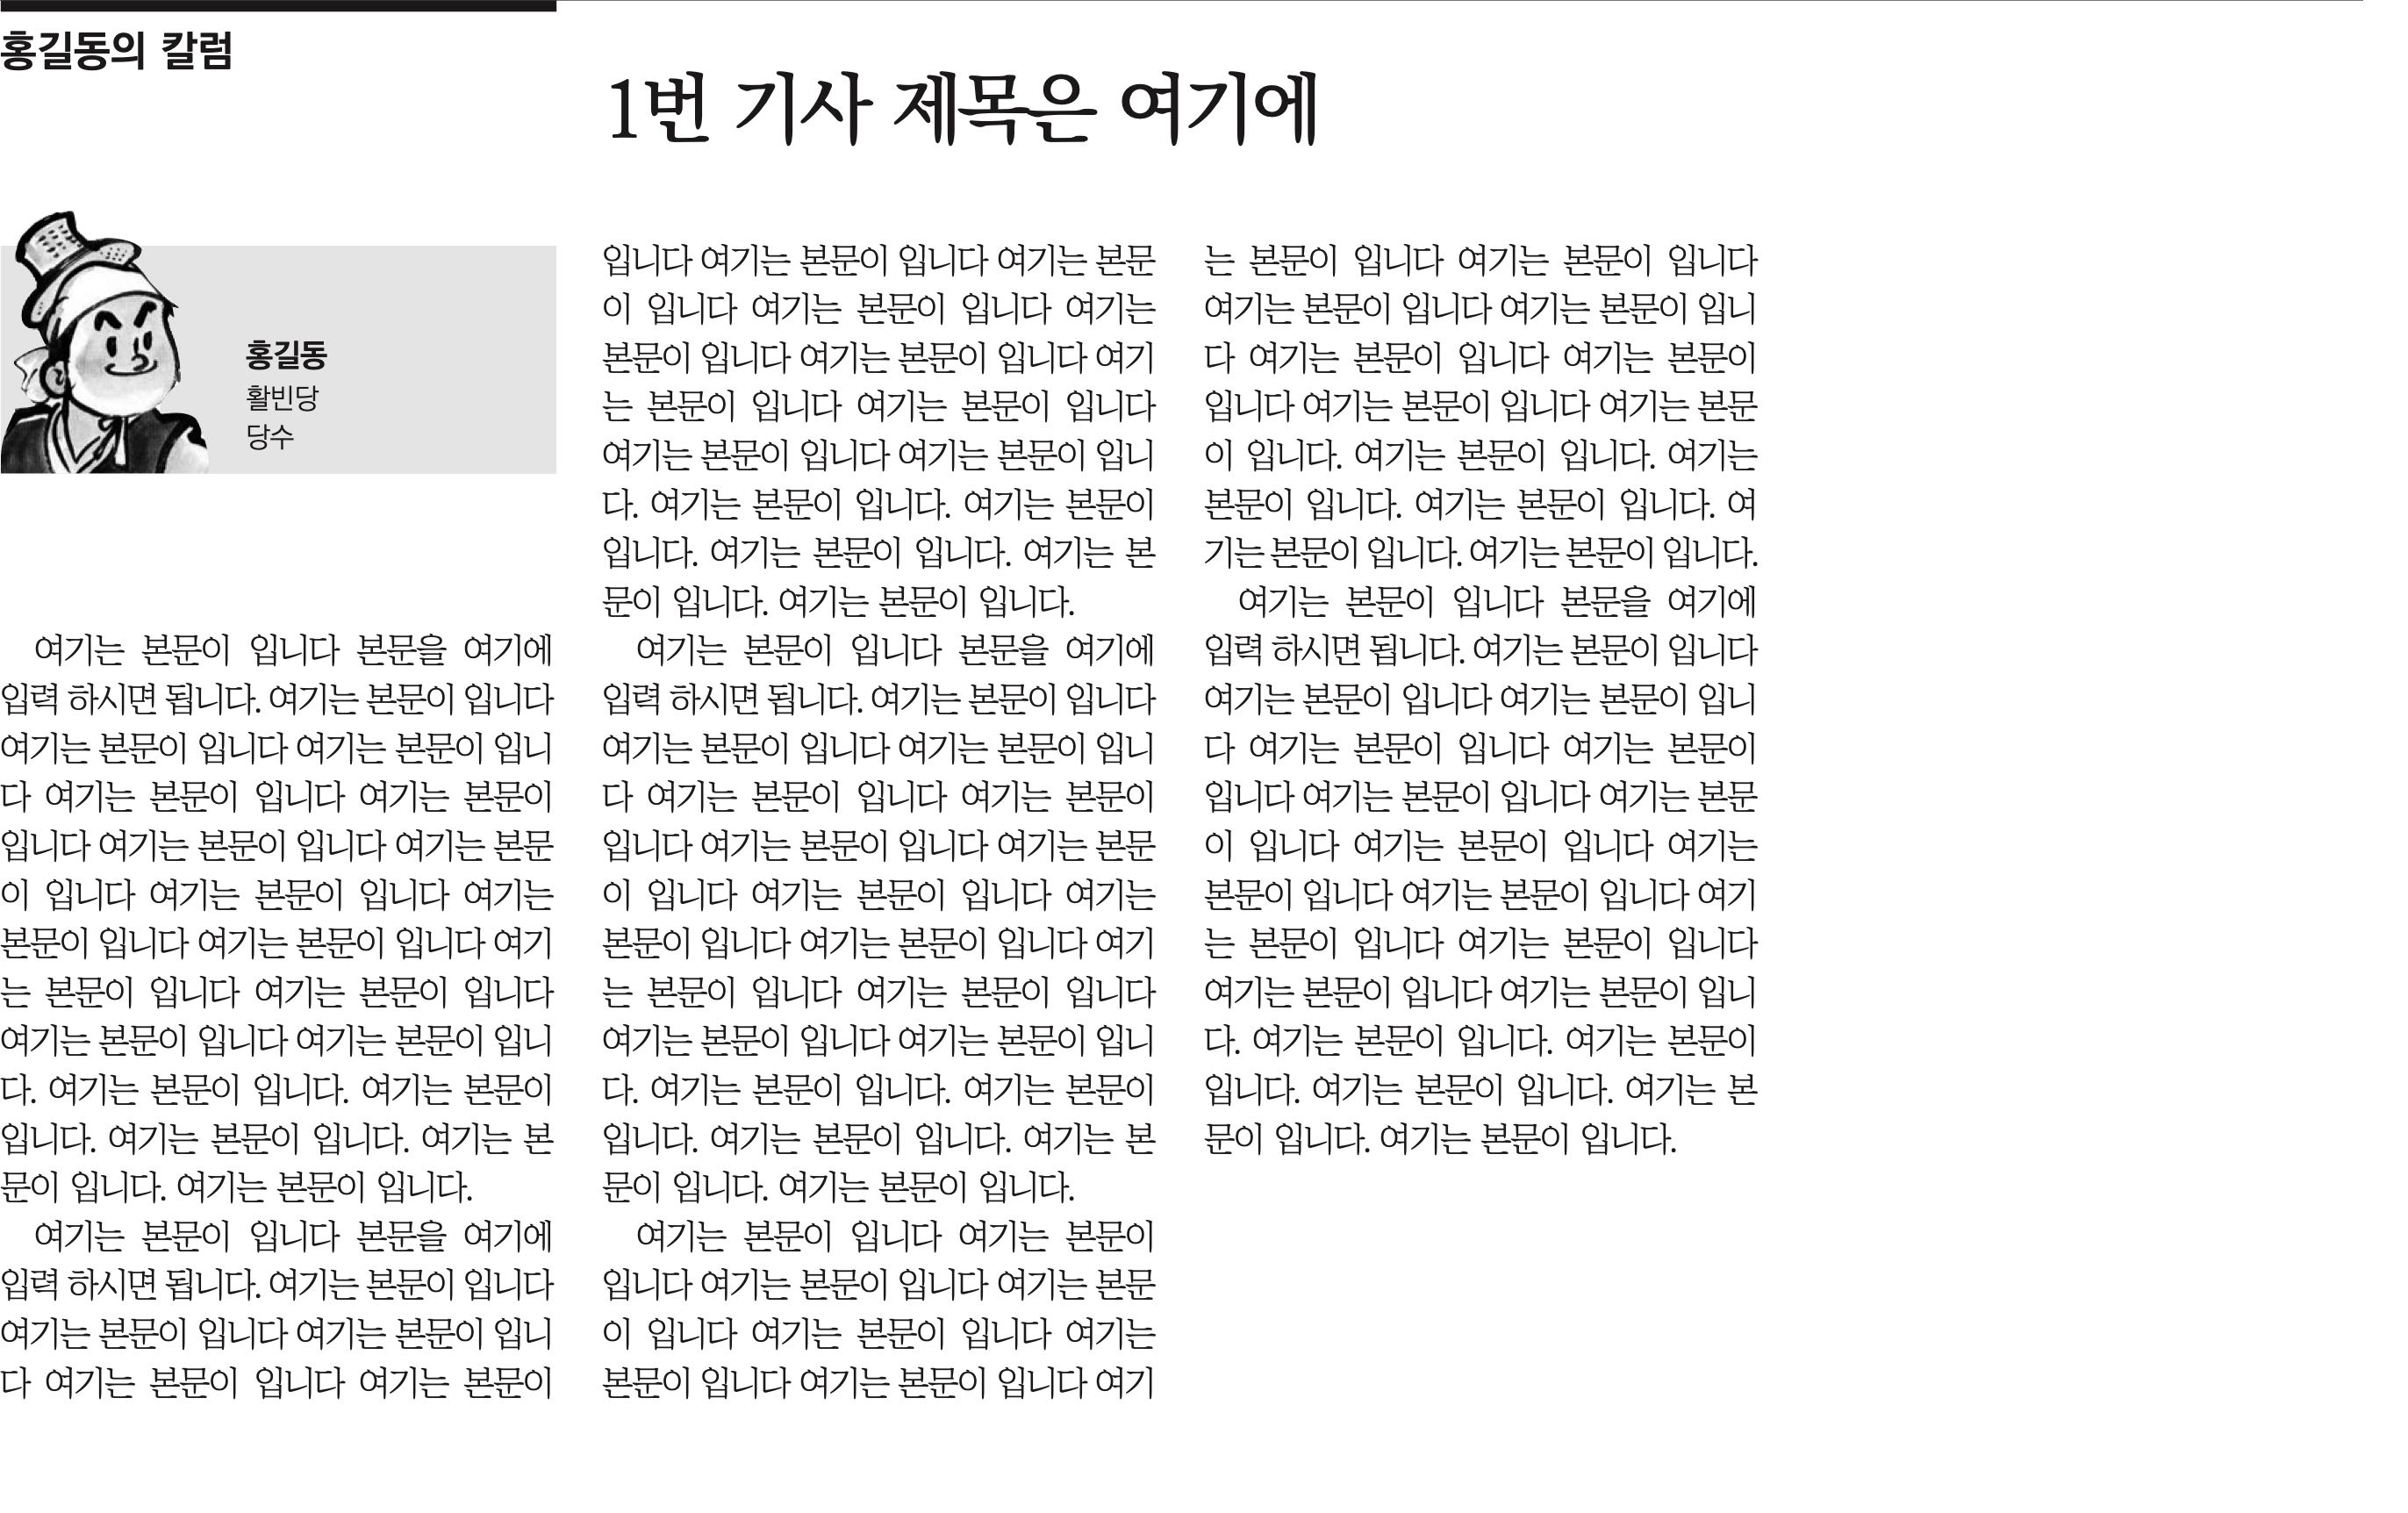 홍길동의 칼럼
1번 기사 제목은 여기에
홍길동
활빈당
당수
여기는 본문이 입니다 본문을 여기에
입력 하시면 됩니다. 여기는 본문이 입니다
여기는 본문이 입니다 여기는 본문이 입니
다 여기는 본문이 입니다 여기는 본문이
입니다 여기는 본문이 입니다 여기는 본문
이 입니다 여기는 본문이 입니다 여기는
본문이 입니다 여기는 본문이 입니다 여기
는 본문이 입니다 여기는 본문이 입니다
여기는 본문이 입니다 여기는 본문이 입니
다. 여기는 본문이 입니다. 여기는 본문이
입니다. 여기는 본문이 입니다. 여기는 본
문이 입니다. 여기는 본문이 입니다.
여기는 본문이 입니다 본문을 여기에
입력 하시면 됩니다. 여기는 본문이 입니다
여기는 본문이 입니다 여기는 본문이 입니
다 여기는 본문이 입니다 여기는 본문이
입니다 여기는 본문이 입니다 여기는 본문
이 입니다 여기는 본문이 입니다 여기는
본문이 입니다 여기는 본문이 입니다 여기
는 본문이 입니다 여기는 본문이 입니다
여기는 본문이 입니다 여기는 본문이 입니
다. 여기는 본문이 입니다. 여기는 본문이
입니다. 여기는 본문이 입니다. 여기는 본
문이 입니다. 여기는 본문이 입니다.
여기는 본문이 입니다 본문을 여기에
입력 하시면 됩니다. 여기는 본문이 입니다
여기는 본문이 입니다 여기는 본문이 입니
다 여기는 본문이 입니다 여기는 본문이
입니다 여기는 본문이 입니다 여기는 본문
이 입니다 여기는 본문이 입니다 여기는
본문이 입니다 여기는 본문이 입니다 여기
는 본문이 입니다 여기는 본문이 입니다
여기는 본문이 입니다 여기는 본문이 입니
다. 여기는 본문이 입니다. 여기는 본문이
입니다. 여기는 본문이 입니다. 여기는 본
문이 입니다. 여기는 본문이 입니다.
여기는 본문이 입니다 여기는 본문이
입니다 여기는 본문이 입니다 여기는 본문
이 입니다 여기는 본문이 입니다 여기는
본문이 입니다 여기는 본문이 입니다 여기
는 본문이 입니다 여기는 본문이 입니다
여기는 본문이 입니다 여기는 본문이 입니
다 여기는 본문이 입니다 여기는 본문이
입니다 여기는 본문이 입니다 여기는 본문
이 입니다. 여기는 본문이 입니다. 여기는
본문이 입니다. 여기는 본문이 입니다. 여
기는 본문이 입니다. 여기는 본문이 입니다.
여기는 본문이 입니다 본문을 여기에
입력 하시면 됩니다. 여기는 본문이 입니다
여기는 본문이 입니다 여기는 본문이 입니
다 여기는 본문이 입니다 여기는 본문이
입니다 여기는 본문이 입니다 여기는 본문
이 입니다 여기는 본문이 입니다 여기는
본문이 입니다 여기는 본문이 입니다 여기
는 본문이 입니다 여기는 본문이 입니다
여기는 본문이 입니다 여기는 본문이 입니
다. 여기는 본문이 입니다. 여기는 본문이
입니다. 여기는 본문이 입니다. 여기는 본
문이 입니다. 여기는 본문이 입니다.